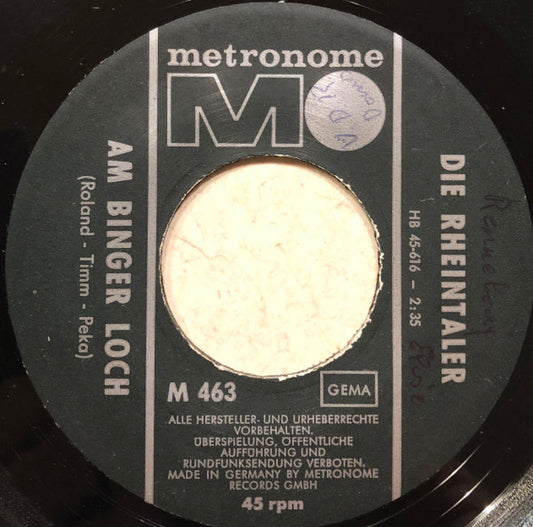 metronome
M
AM BINGER LOCH
(Roland - Timm - Peka)
DIE RHEINTALER
HB 45-616 – 2:35
M 463
GEMA
ALLE HERSTELLER- UND URHEBERRECHTE
VORBEHALTEN.
ÜBERSPIELUNG, ÖFFENTLICHE
AUFFÜHRUNG UND
RUNDFUNKSENDUNG VERBOTEN.
MADE IN GERMANY BY METRONOME
RECORDS GMBH
45 rpm